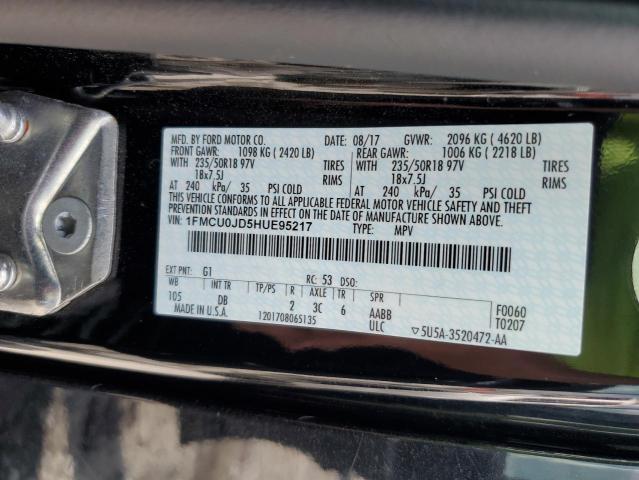 MFD. BY FORD MOTOR CO. DATE: 08/17 GVWR: 2096 KG ( 4620 LB)
FRONT GAWR: 1098 KG ( 2420 LB) REAR GAWR: 1006 KG ( 2218 LB)
WITH 235/50R18 97V TIRES WITH 235/50R18 97V TIRES
18x7.5J RIMS 18x7.5J RIMS
AT 240 kPa/ 35 PSI COLD AT 240 kPa/ 35 PSI COLD
THIS VEHICLE CONFORMS TO ALL APPLICABLE FEDERAL MOTOR VEHICLE SAFETY AND THEFT
PREVENTION STANDARDS IN EFFECT ON THE DATE OF MANUFACTURE SHOWN ABOVE.
VIN: 1FMCU0JD5HUE95217 TYPE: MPV
EXT PNT: G1 RC: 53 DSO:
WB INT TR TP/PS R AXLE TR SPR
105 DB 2 3C 6 AABB F0060
MADE IN U.S.A. 1201708065135 ULC T0207
5U5A-3520472-AA